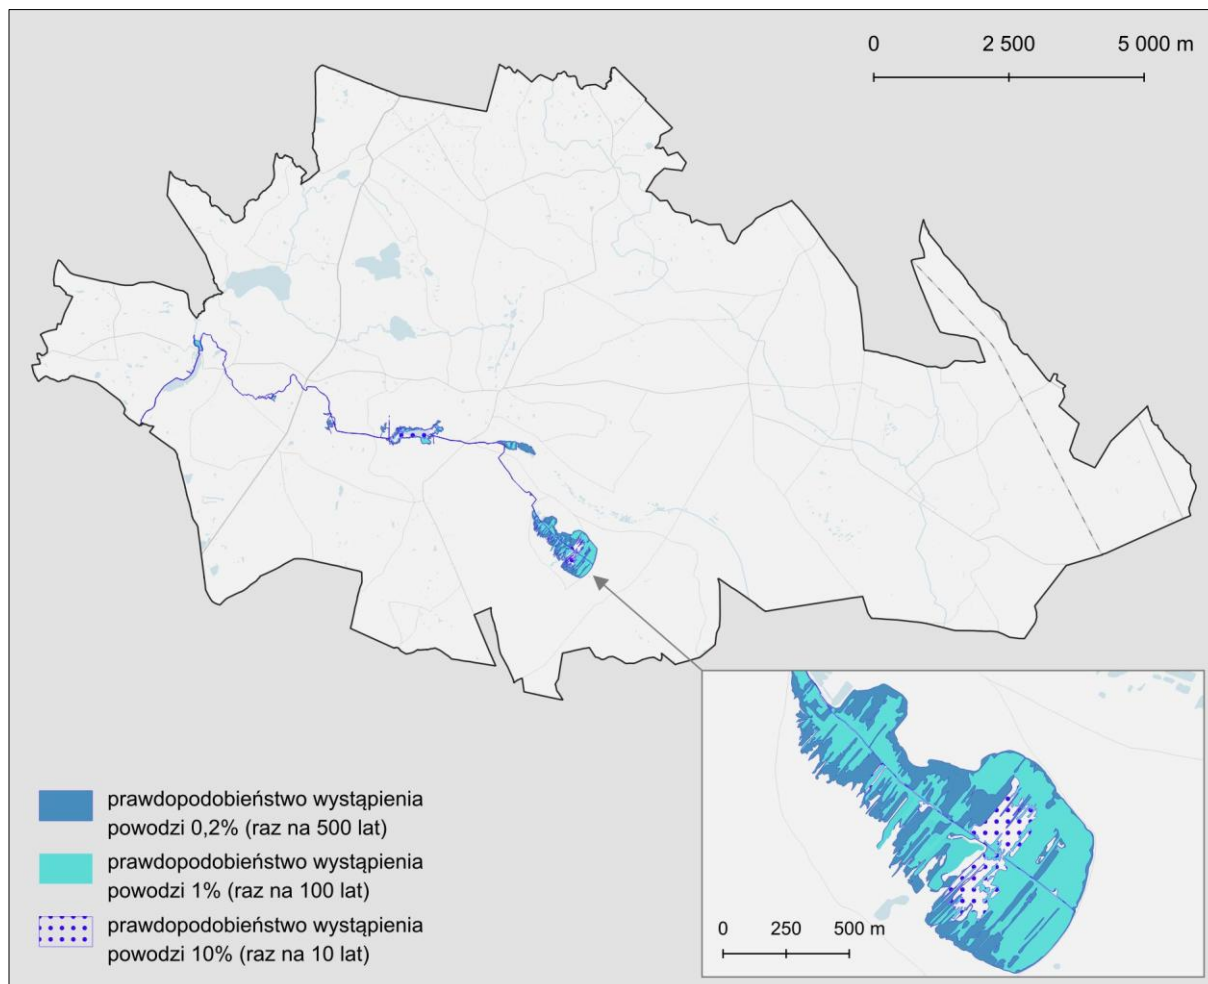 0 2 500 5 000 m
prawdopodobieństwo wystąpienia
powodzi 0,2% (raz na 500 lat)
prawdopodobieństwo wystąpienia
powodzi 1% (raz na 100 lat)
prawdopodobieństwo wystąpienia
powodzi 10% (raz na 10 lat)
0 250 500 m